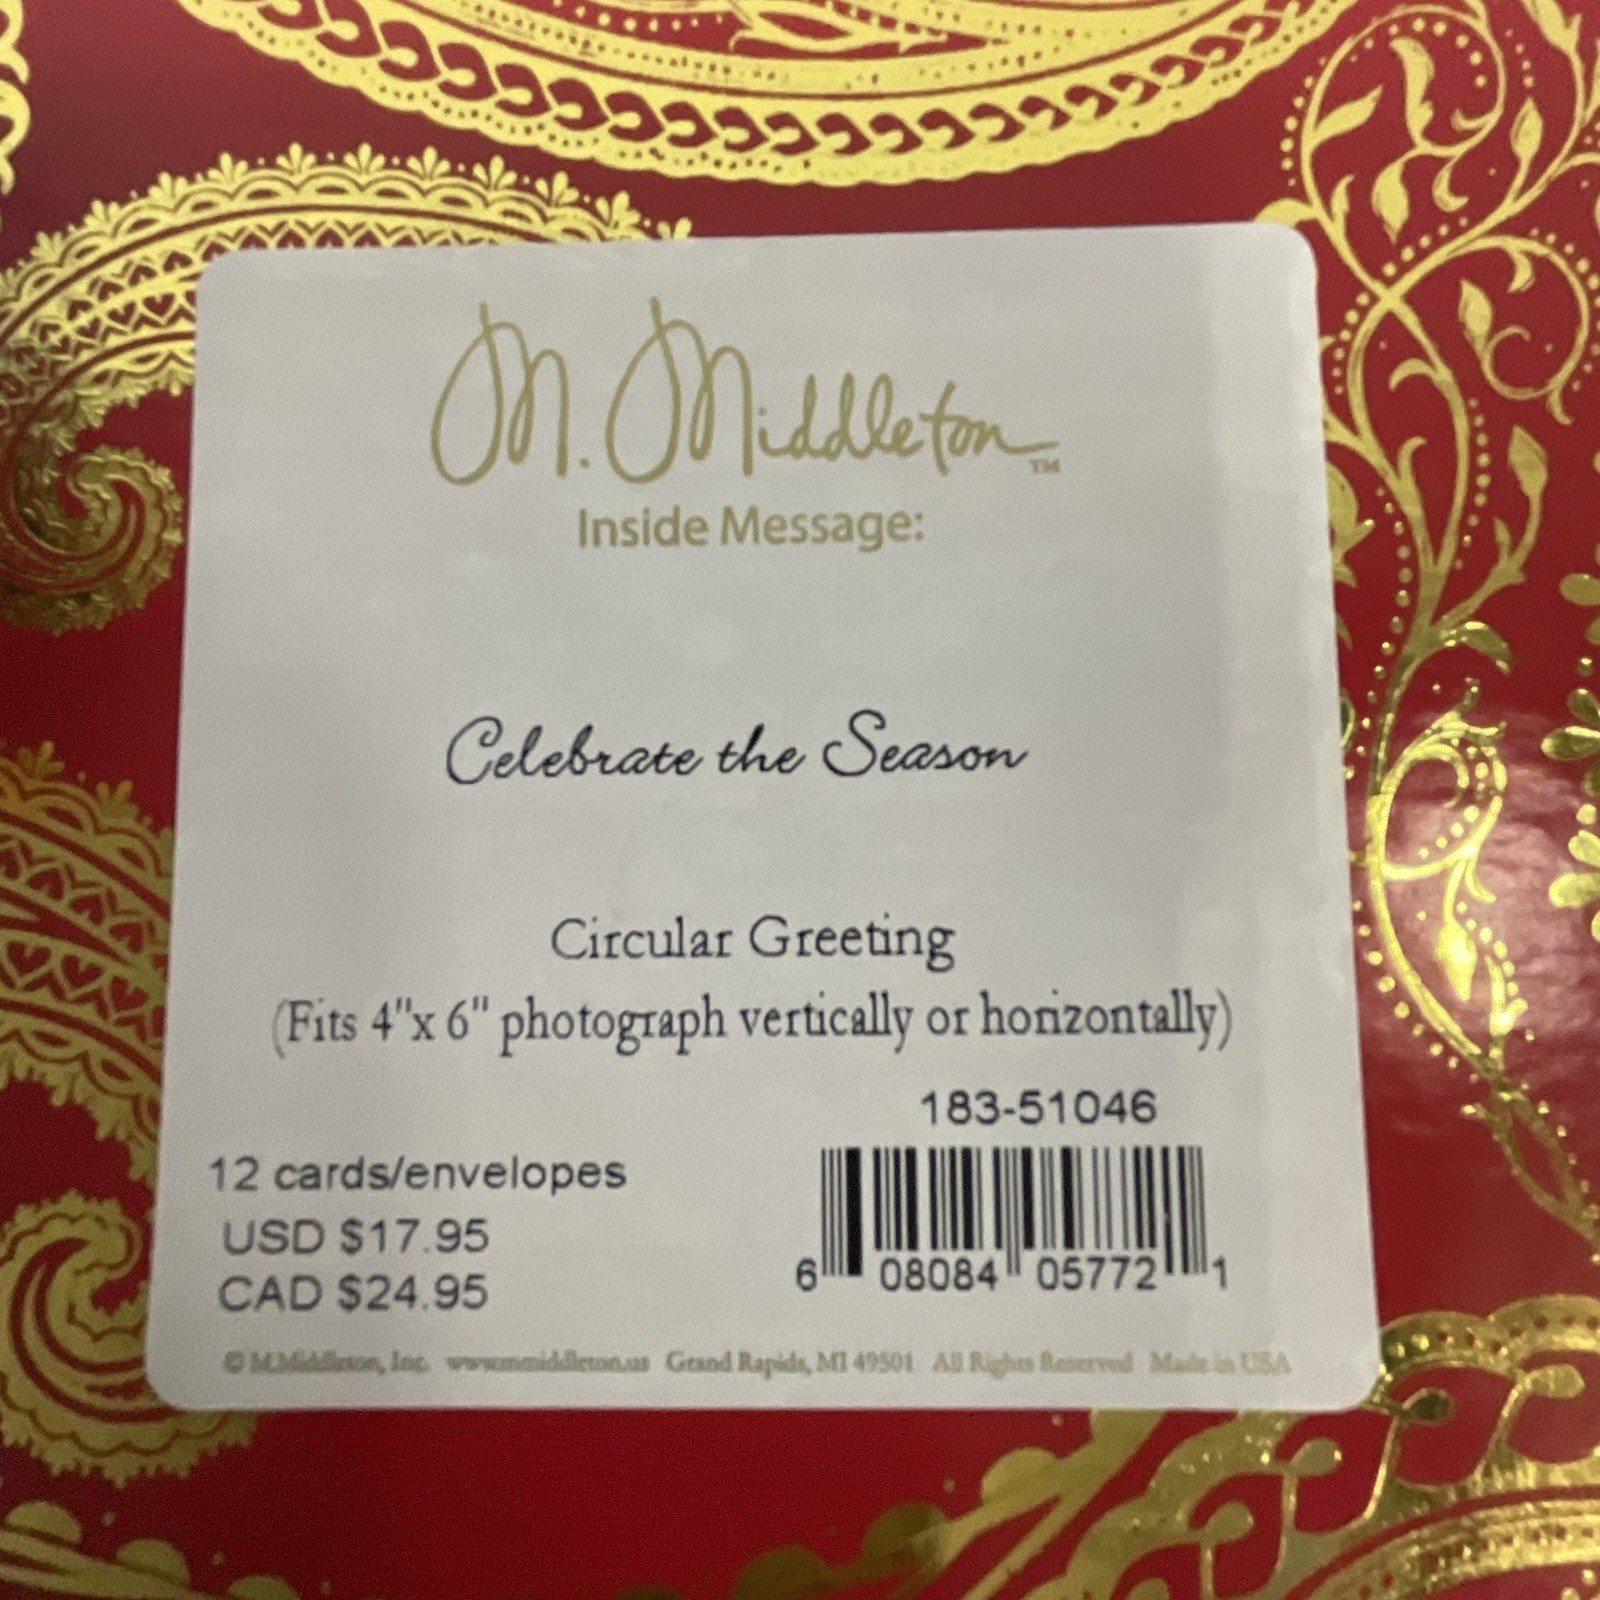 M. Middleton™
Inside Message:
Celebrate the Season
Circular Greeting
(Fits 4"x 6" photograph vertically or horizontally)
183-51046
12 cards/envelopes
USD $17.95
CAD $24.95
6 08084 05772 1
© M.Middleton, Inc. www.mmiddleton.us Grand Rapids, MI 49501 All Rights Reserved Made in USA